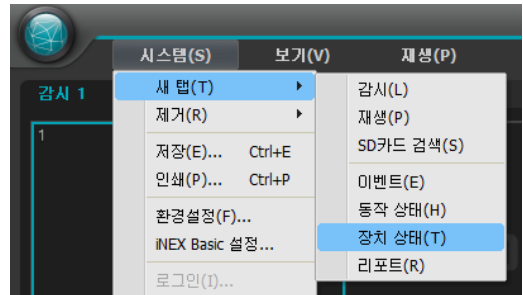 시스템(S) 보기(V) 재생(P)
감시 1
1
새 탭(T)
제거(R)
저장(E)... Ctrl+E
인쇄(P)... Ctrl+P
환경설정(F)...
iNEX Basic 설정...
로그인(I)...
감시(L)
재생(P)
SD카드 검색(S)
이벤트(E)
동작 상태(H)
장치 상태(T)
리포트(R)